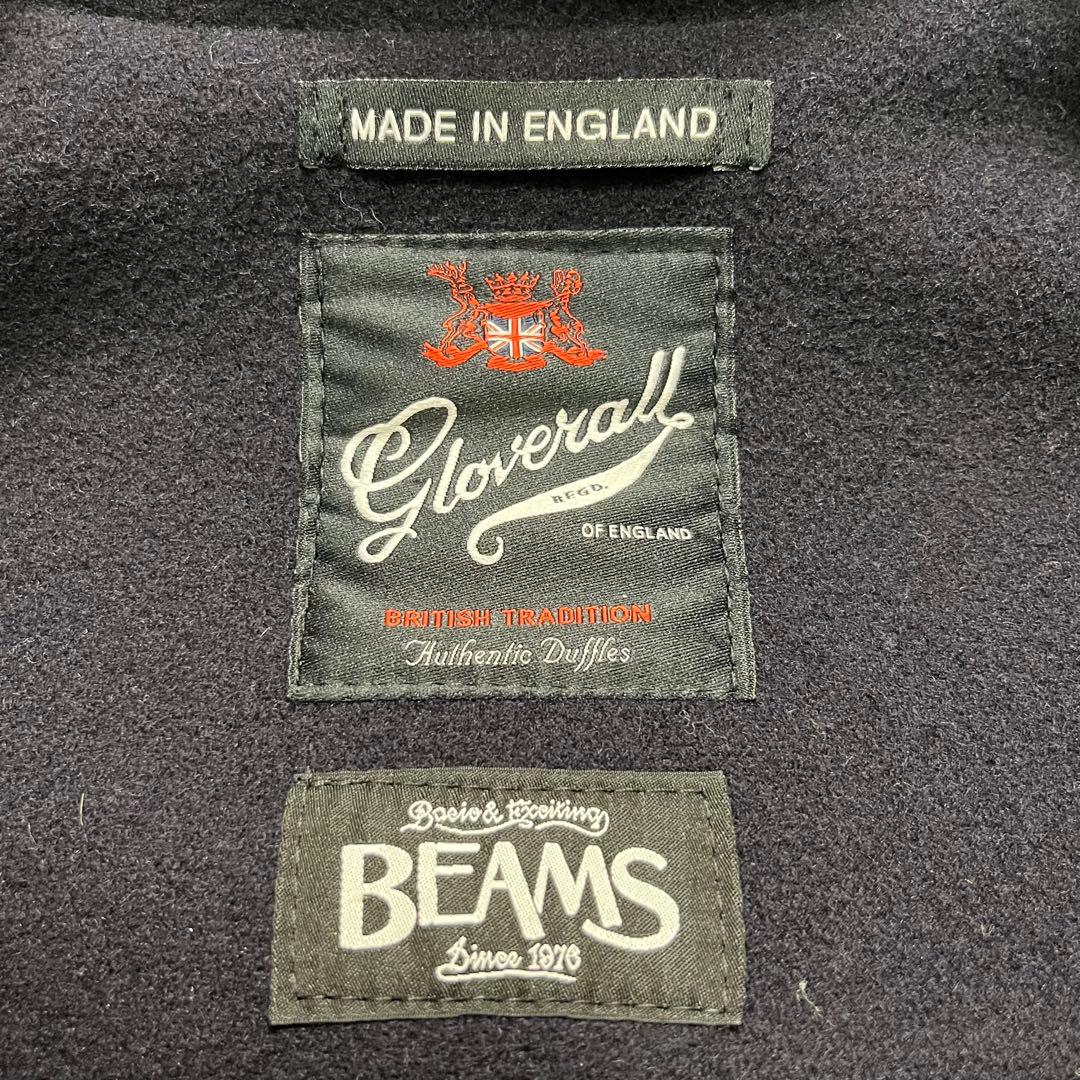 MADE IN ENGLAND
Gloverall
REGD.
OF ENGLAND
BRITISH TRADITION
Authentic Duffles
Basic & Exciting
BEAMS
Since 1976